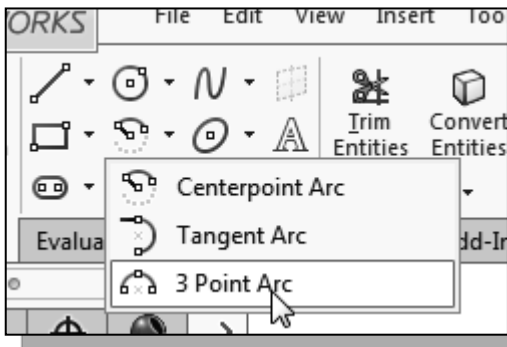 ORKS File Edit View Insert Too
Trim Convert
Entities Entities
Centerpoint Arc
Evalua Tangent Arc dd-In
3 Point Arc